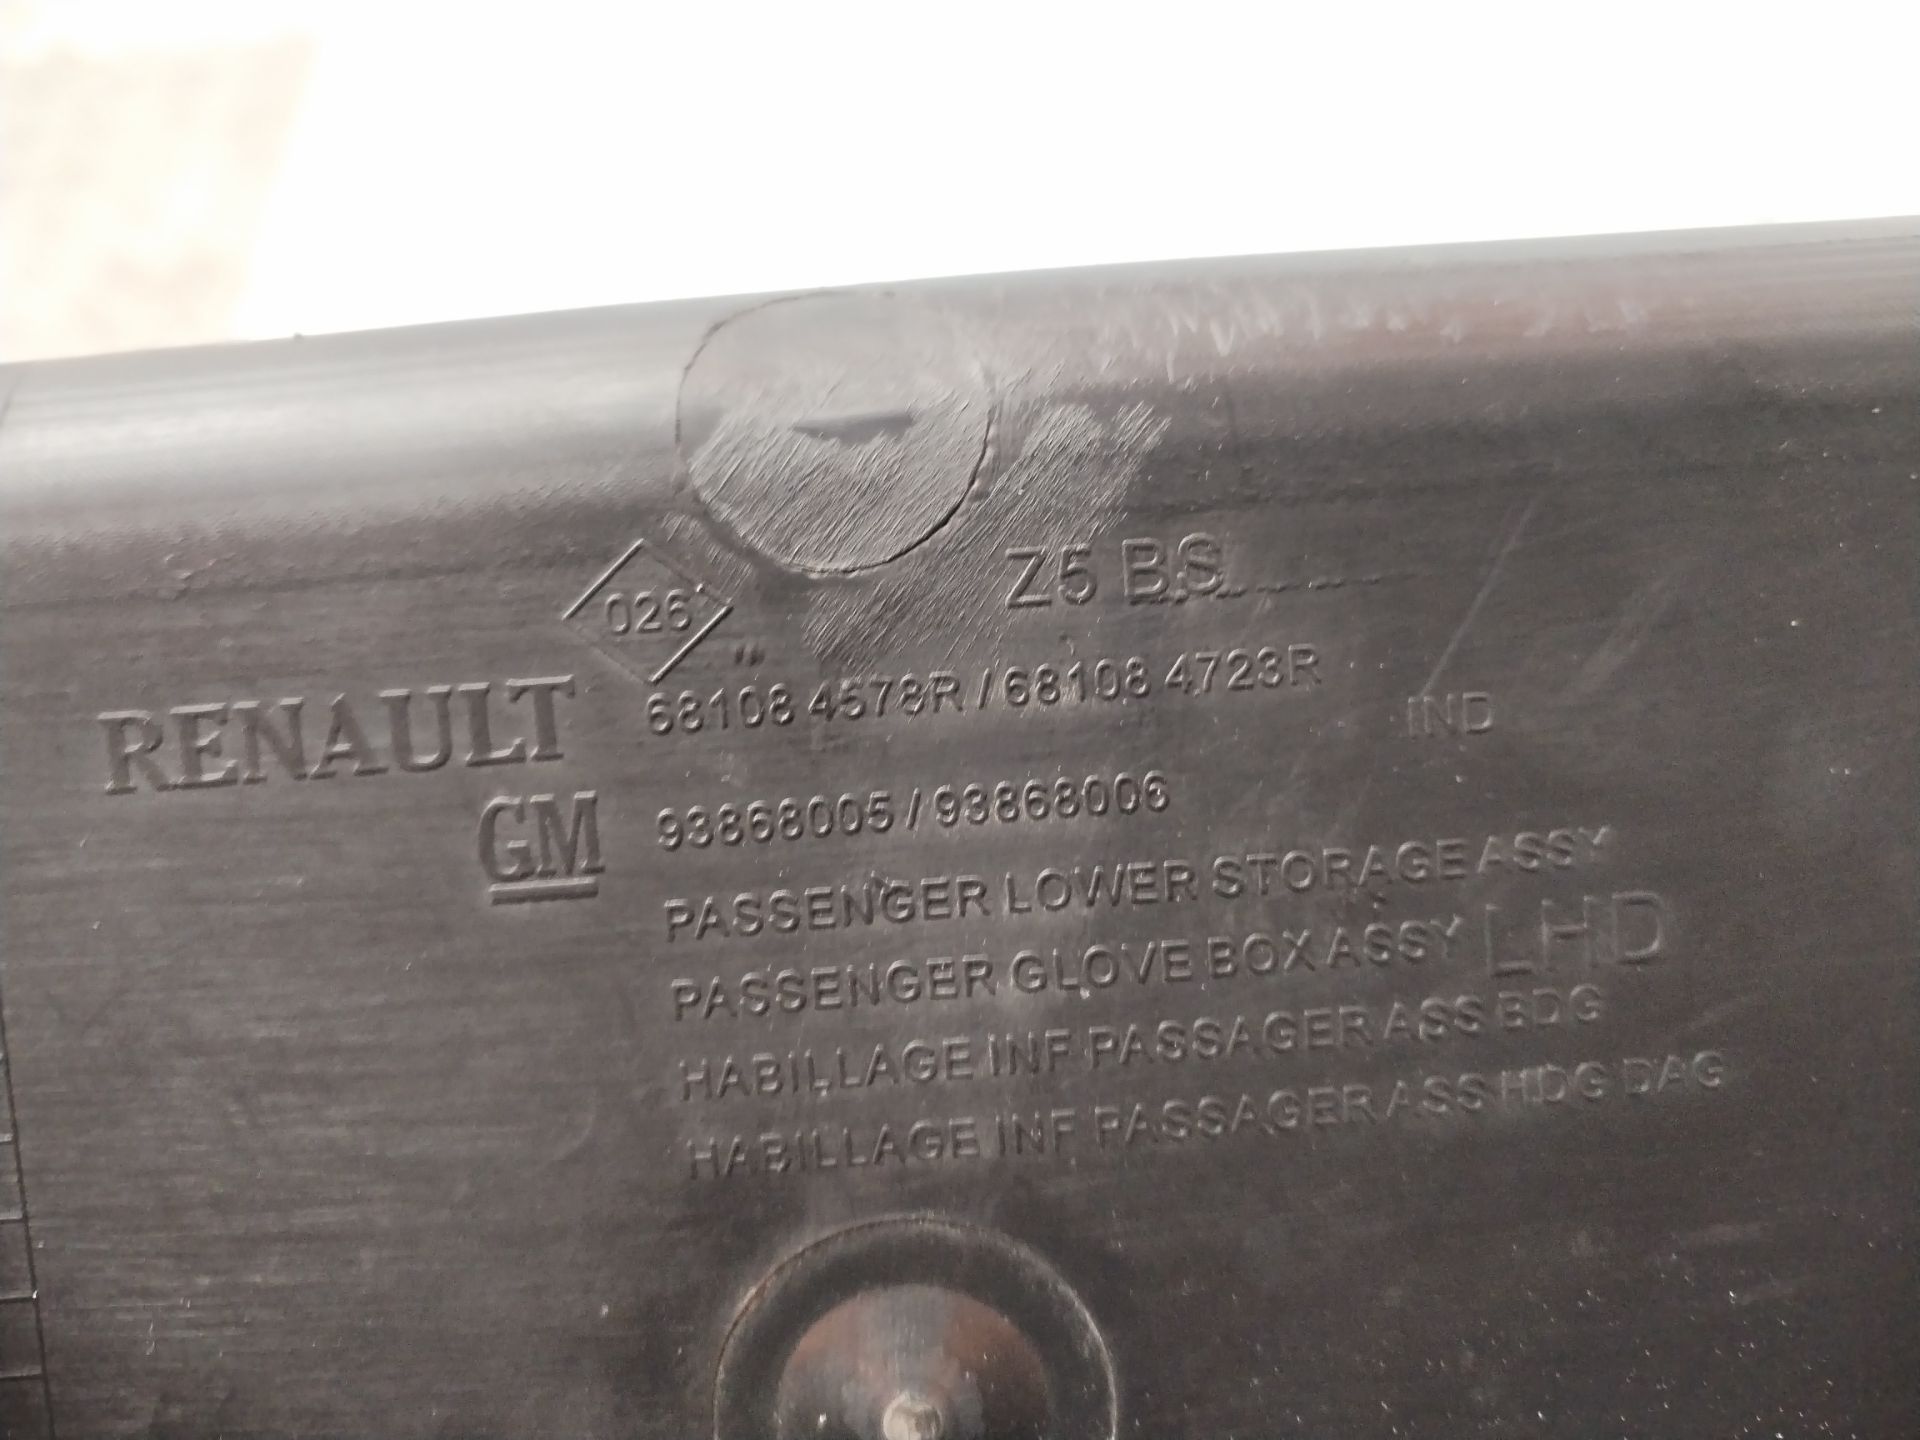 Z5 BS
026
RENAULT 68108 4578R / 68108 4723R
IND
GM 93868005 / 93868006
PASSENGER LOWER STORAGE ASSY
PASSENGER GLOVE BOX ASSY LHD
HABILLAGE INF PASSAGER ASS BDG
HABILLAGE INF PASSAGER ASS HDG DAG